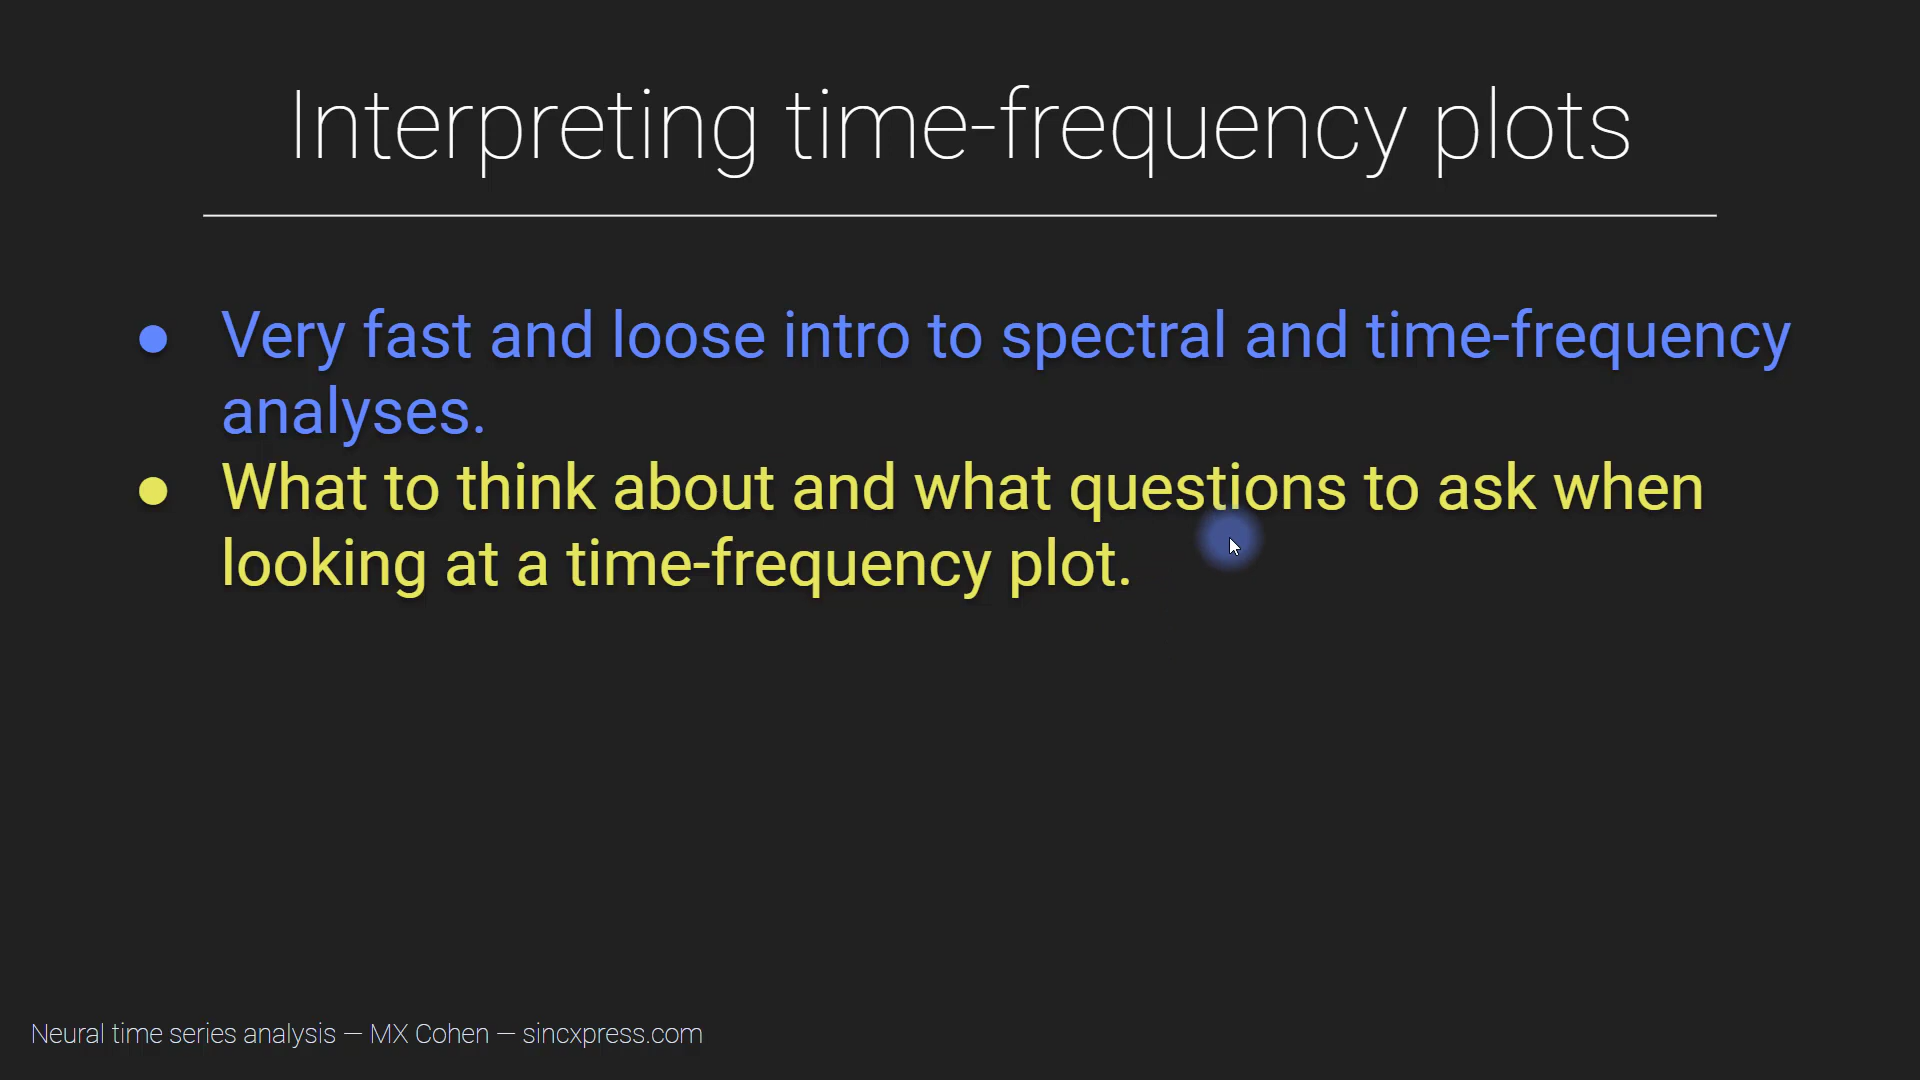 Interpreting time-frequency plots
● Very fast and loose intro to spectral and time-frequency
analyses.
● What to think about and what questions to ask when
looking at a time-frequency plot.
Neural time series analysis — MX Cohen — sincxpress.com